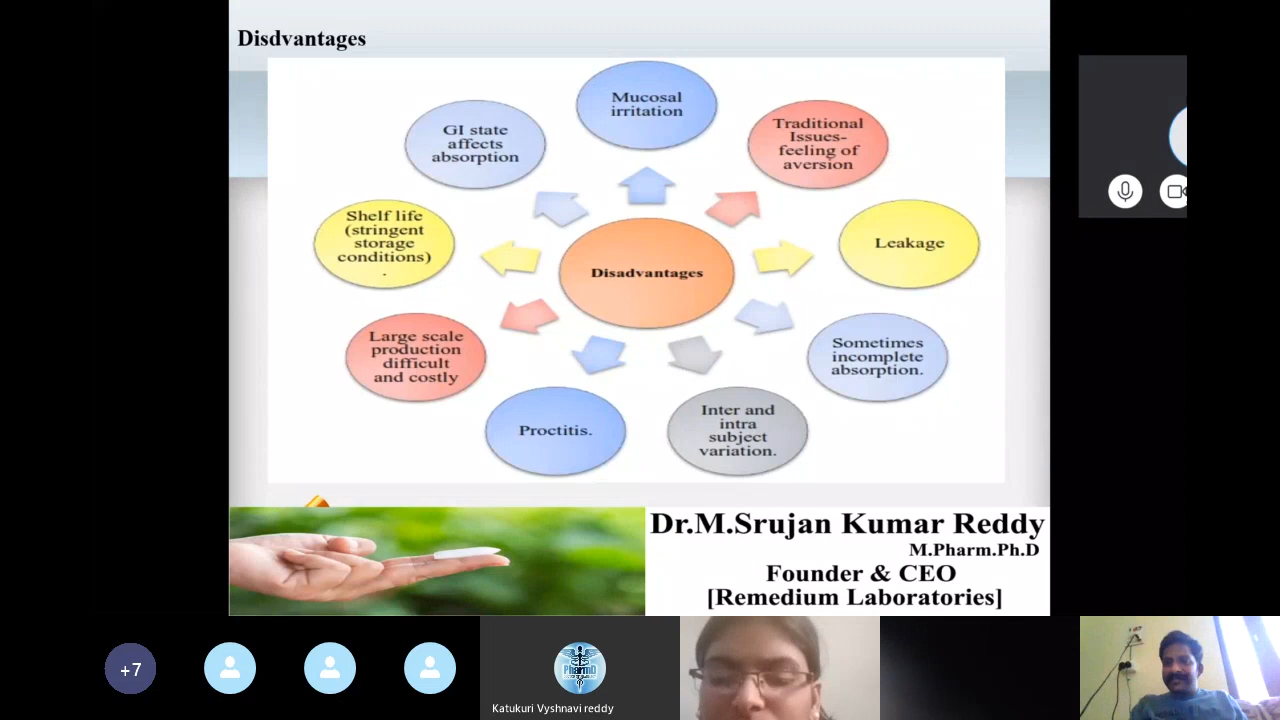 Disdvantages
Mucosal
irritation
Traditional
Issues-
feeling of
aversion
Leakage
Sometimes
incomplete
absorption.
Inter and
intra
subject
variation.
Proctitis.
Large scale
production
difficult
and costly
Shelf life
(stringent
storage
conditions)
.
GI state
affects
absorption
Disadvantages
Dr.M.Srujan Kumar Reddy
M.Pharm.Ph.D
Founder & CEO
[Remedium Laboratories]
+7
PharmD
Katukuri Vyshnavi reddy